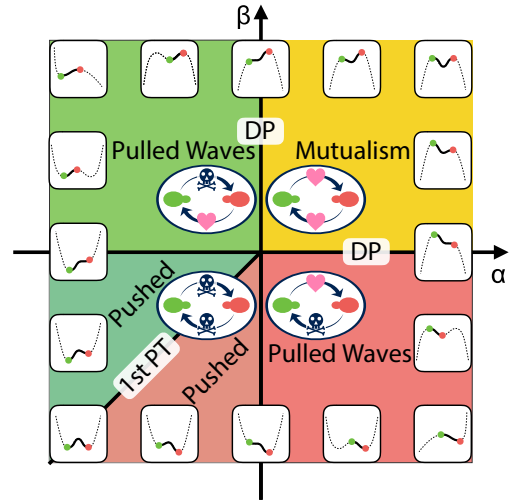 β
DP
Pulled Waves
Mutualism
DP
α
Pushed
1st PT
Pushed
Pulled Waves